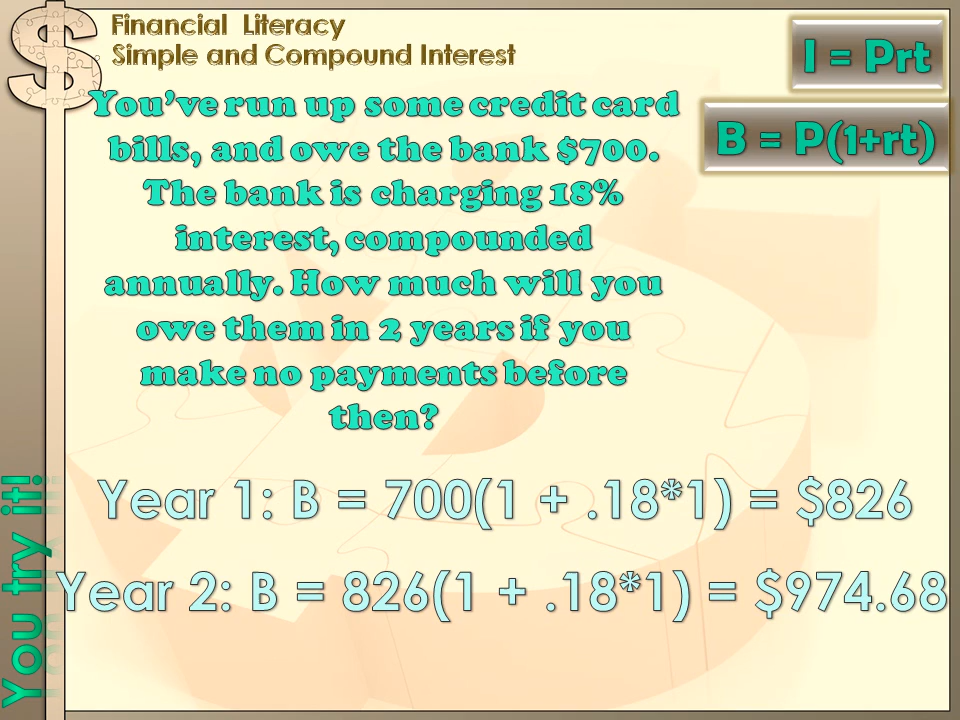 Financial Literacy
Simple and Compound Interest
I = Prt
B = P(1+rt)
You’ve run up some credit card
bills, and owe the bank $700.
The bank is charging 18%
interest, compounded
annually. How much will you
owe them in 2 years if you
make no payments before
then?
Year 1: B = 700(1 + .18*1) = $826
Year 2: B = 826(1 + .18*1) = $974.68
You try it!